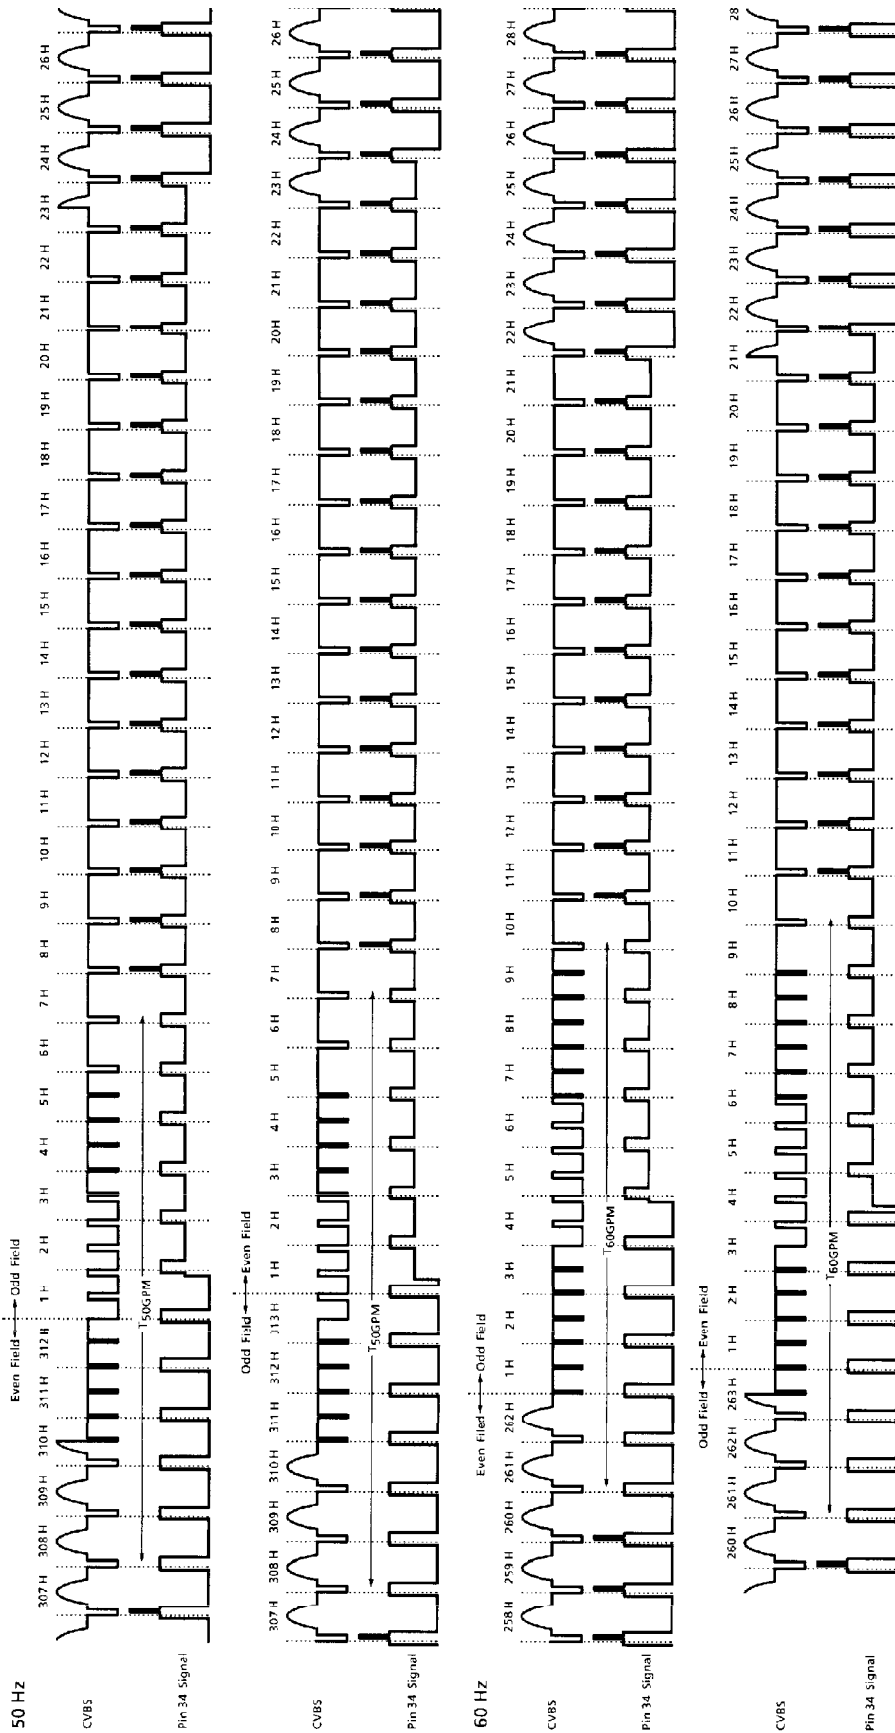 50 Hz
Even Field ←→ Odd Field
307 H 308 H 309 H 310 H 311 H 312 H 1 H 2 H 3 H 4 H 5 H 6 H 7 H 8 H 9 H 10 H 11 H 12 H 13 H 14 H 15 H 16 H 17 H 18 H 19 H 20 H 21 H 22 H 23 H 24 H 25 H 26 H
CVBS
T50GPM
Pin 34 Signal
Odd Field ←→ Even Field
307 H 308 H 309 H 310 H 311 H 312 H 313 H 1 H 2 H 3 H 4 H 5 H 6 H 7 H 8 H 9 H 10 H 11 H 12 H 13 H 14 H 15 H 16 H 17 H 18 H 19 H 20 H 21 H 22 H 23 H 24 H 25 H 26 H
CVBS
T50GPM
Pin 34 Signal
60 Hz
Even Filed ←→ Odd Field
258 H 259 H 260 H 261 H 262 H 1 H 2 H 3 H 4 H 5 H 6 H 7 H 8 H 9 H 10 H 11 H 12 H 13 H 14 H 15 H 16 H 17 H 18 H 19 H 20 H 21 H 22 H 23 H 24 H 25 H 26 H 27 H 28 H
CVBS
T60GPM
Pin 34 Signal
Odd Field ←→ Even Field
260 H 261 H 262 H 263 H 1 H 2 H 3 H 4 H 5 H 6 H 7 H 8 H 9 H 10 H 11 H 12 H 13 H 14 H 15 H 16 H 17 H 18 H 19 H 20 H 21 H 22 H 23 H 24 H 25 H 26 H 27 H 28
CVBS
T60GPM
Pin 34 Signal